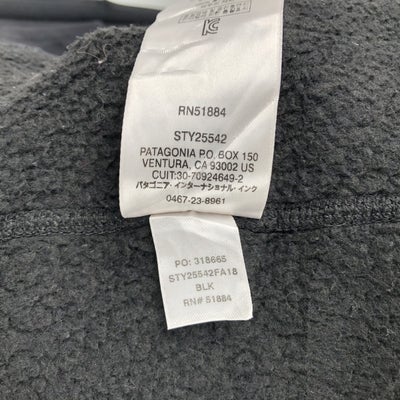 RN51884
STY25542
PATAGONIA P.O. BOX 150
VENTURA, CA 93002 US
CUIT:30-70924649-2
パタゴニア・インターナショナル・インク
0467-23-8961
PO: 318665
STY25542FA18
BLK
RN# 51884